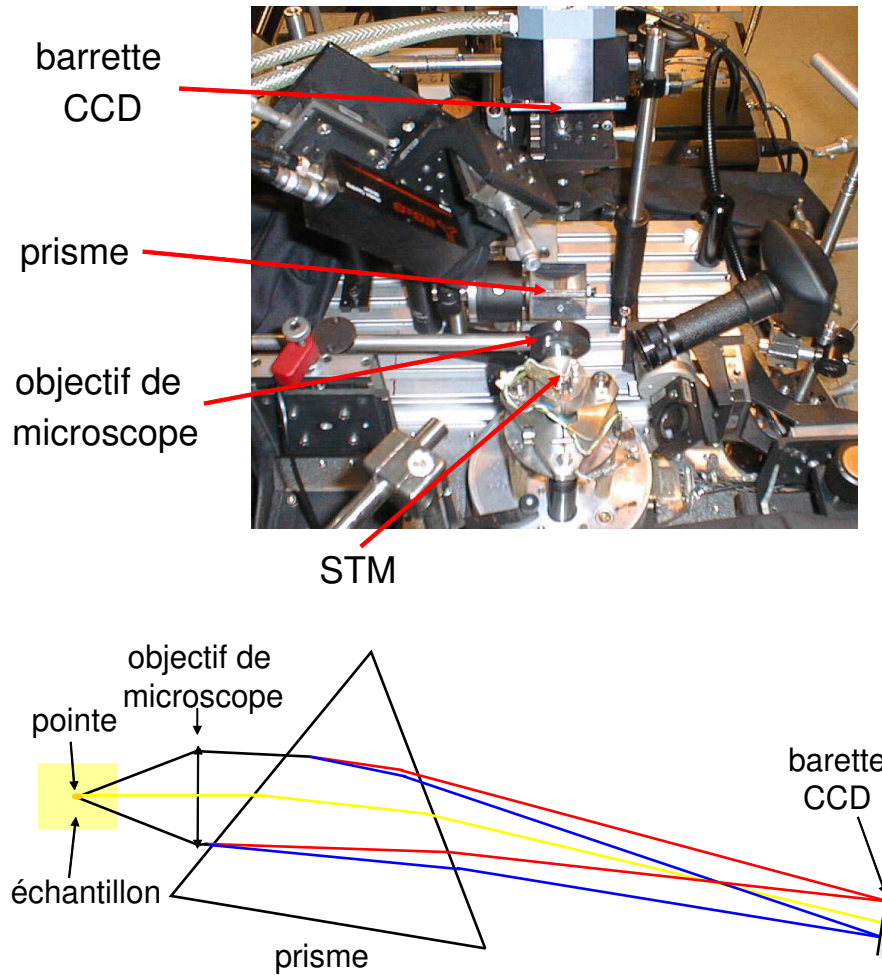 barrette
CCD
prisme
objectif de
microscope
STM
objectif de
microscope
pointe
barette
CCD
échantillon
prisme